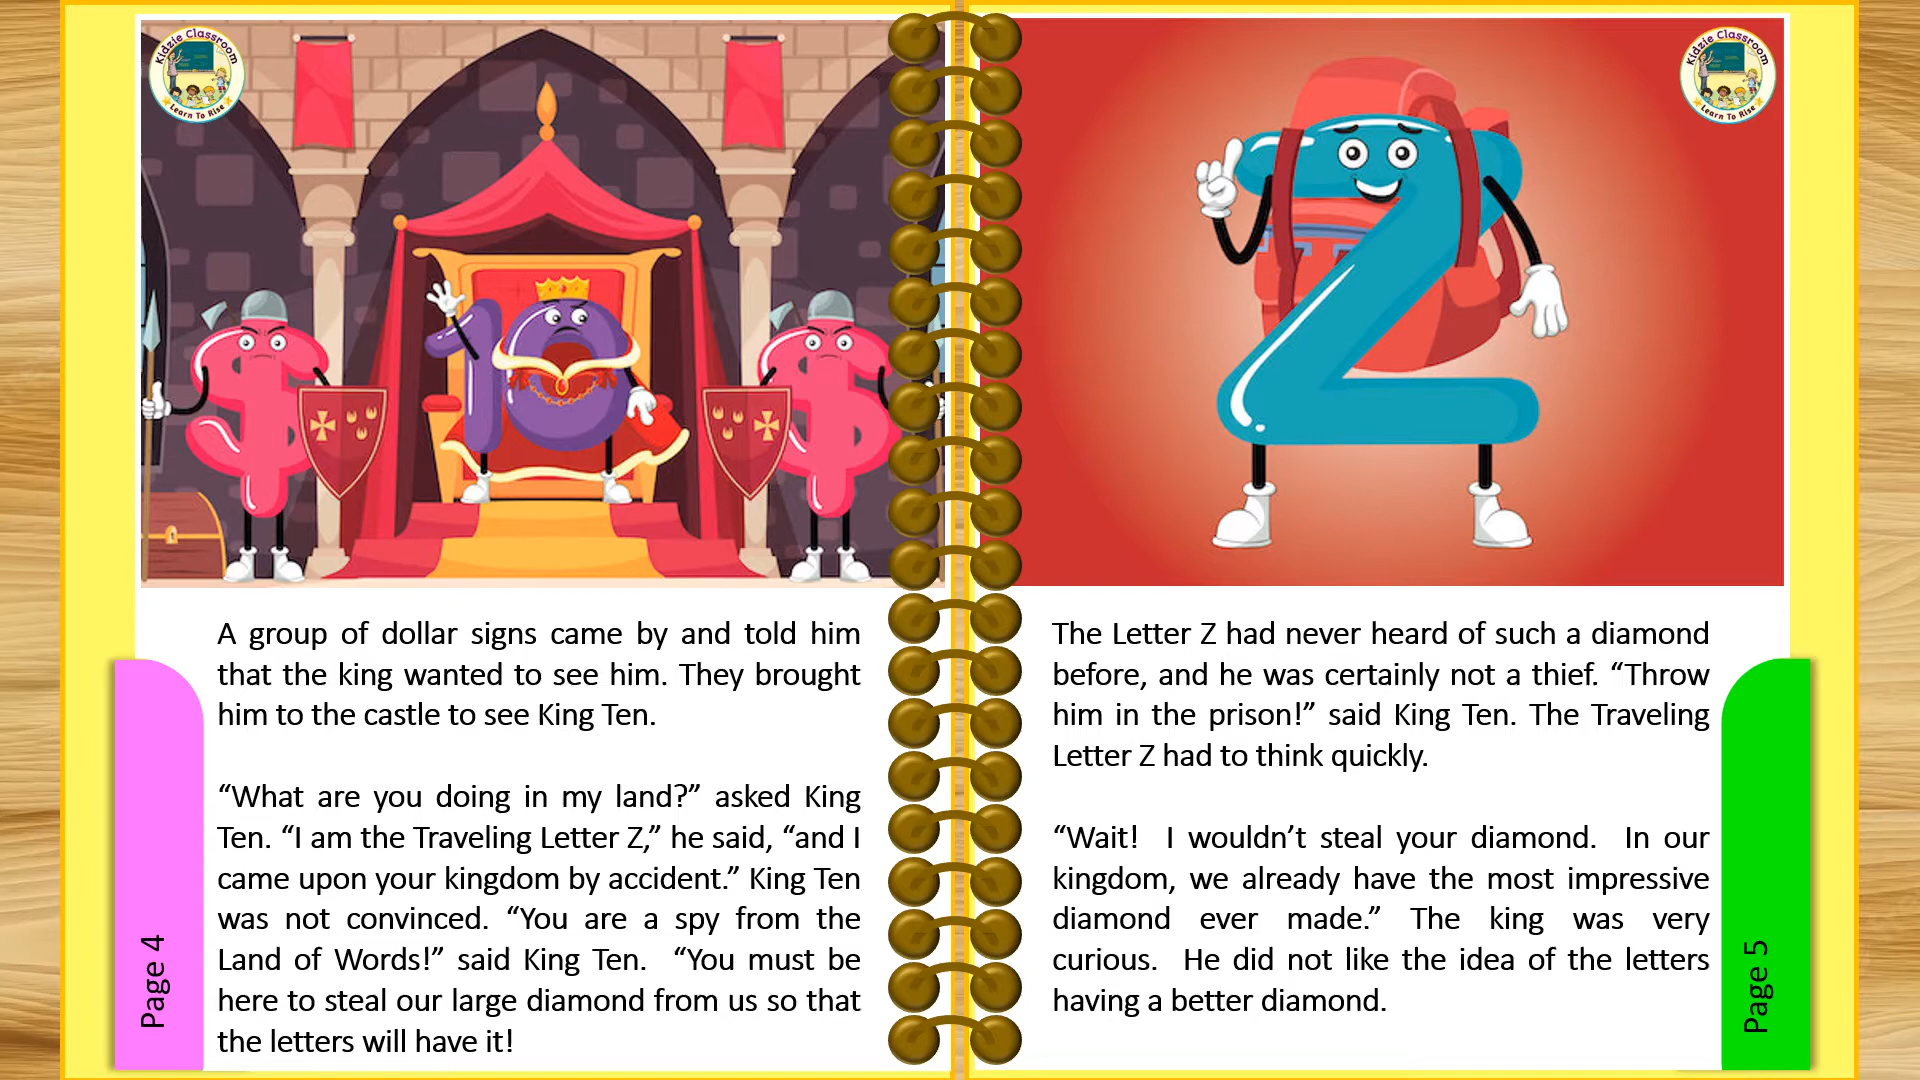 Kidzie Classroom
Learn To Rise
A group of dollar signs came by and told him
that the king wanted to see him. They brought
him to the castle to see King Ten.
“What are you doing in my land?” asked King
Ten. “I am the Traveling Letter Z,” he said, “and I
came upon your kingdom by accident.” King Ten
was not convinced. “You are a spy from the
Land of Words!” said King Ten.  “You must be
here to steal our large diamond from us so that
the letters will have it!
Page 4
Kidzie Classroom
Learn To Rise
The Letter Z had never heard of such a diamond
before, and he was certainly not a thief. “Throw
him in the prison!” said King Ten. The Traveling
Letter Z had to think quickly.
“Wait!  I wouldn’t steal your diamond.  In our
kingdom, we already have the most impressive
diamond ever made.” The king was very
curious.  He did not like the idea of the letters
having a better diamond.
Page 5